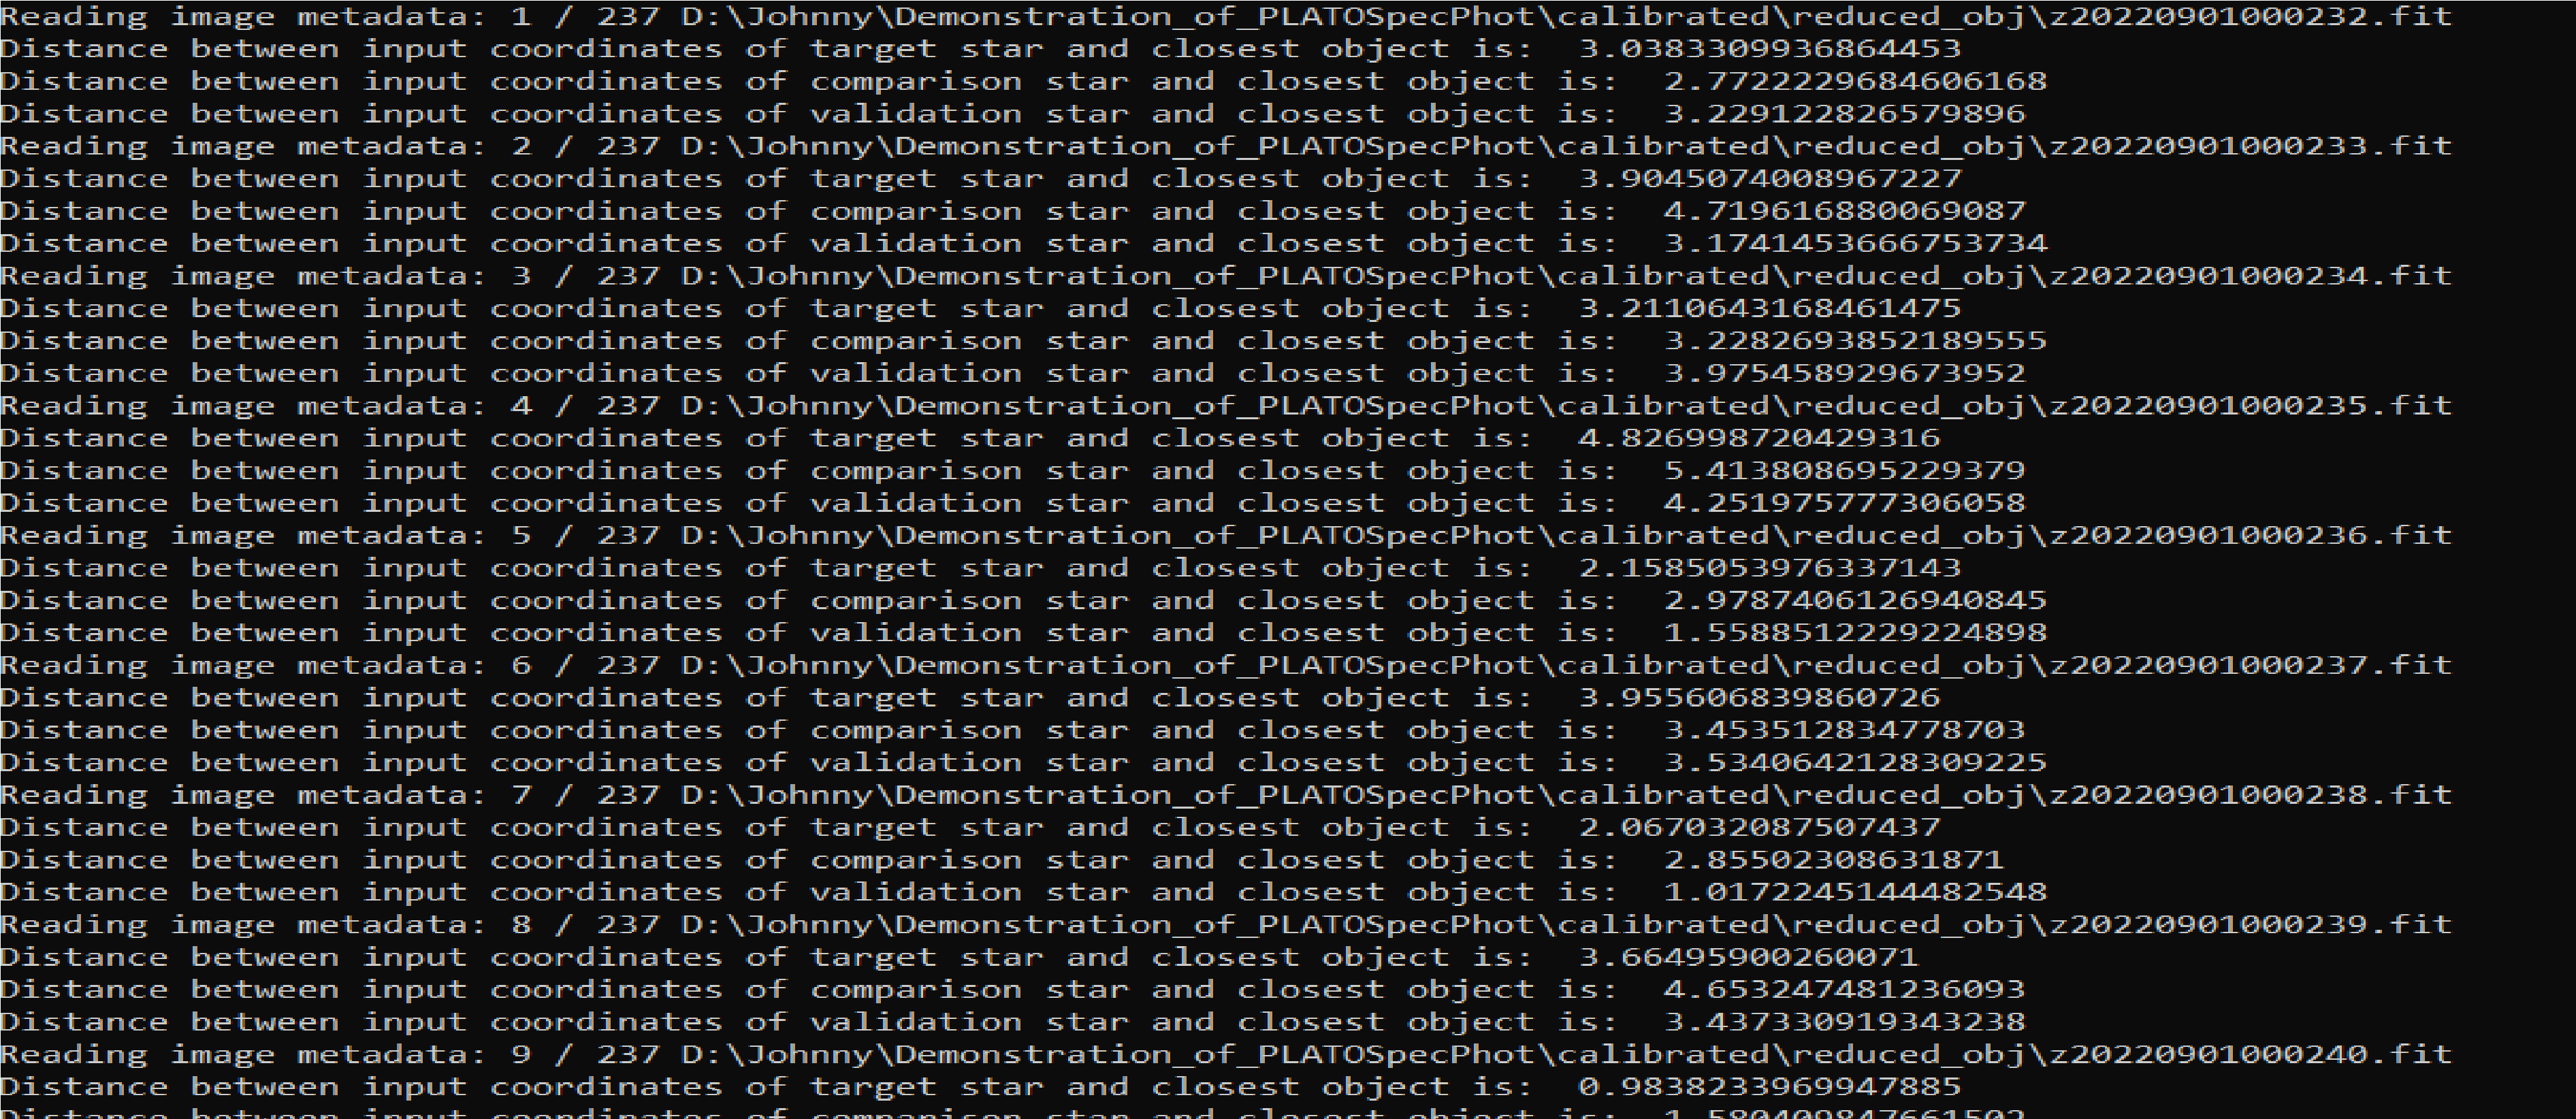 Reading image metadata: 1 / 237 D:\Johnny\Demonstration_of_PLATOSpecPhot\calibrated\reduced_obj\z20220901000232.fit
Distance between input coordinates of target star and closest object is:  3.0383309936864453
Distance between input coordinates of comparison star and closest object is:  2.7722229684606168
Distance between input coordinates of validation star and closest object is:  3.229122826579896
Reading image metadata: 2 / 237 D:\Johnny\Demonstration_of_PLATOSpecPhot\calibrated\reduced_obj\z20220901000233.fit
Distance between input coordinates of target star and closest object is:  3.9045074008967227
Distance between input coordinates of comparison star and closest object is:  4.719616880069087
Distance between input coordinates of validation star and closest object is:  3.1741453666753734
Reading image metadata: 3 / 237 D:\Johnny\Demonstration_of_PLATOSpecPhot\calibrated\reduced_obj\z20220901000234.fit
Distance between input coordinates of target star and closest object is:  3.2110643168461475
Distance between input coordinates of comparison star and closest object is:  3.2282693852189555
Distance between input coordinates of validation star and closest object is:  3.975458929673952
Reading image metadata: 4 / 237 D:\Johnny\Demonstration_of_PLATOSpecPhot\calibrated\reduced_obj\z20220901000235.fit
Distance between input coordinates of target star and closest object is:  4.826998720429316
Distance between input coordinates of comparison star and closest object is:  5.413808695229379
Distance between input coordinates of validation star and closest object is:  4.251975777306058
Reading image metadata: 5 / 237 D:\Johnny\Demonstration_of_PLATOSpecPhot\calibrated\reduced_obj\z20220901000236.fit
Distance between input coordinates of target star and closest object is:  2.1585053976337143
Distance between input coordinates of comparison star and closest object is:  2.9787406126940845
Distance between input coordinates of validation star and closest object is:  1.5588512229224898
Reading image metadata: 6 / 237 D:\Johnny\Demonstration_of_PLATOSpecPhot\calibrated\reduced_obj\z20220901000237.fit
Distance between input coordinates of target star and closest object is:  3.955606839860726
Distance between input coordinates of comparison star and closest object is:  3.453512834778703
Distance between input coordinates of validation star and closest object is:  3.5340642128309225
Reading image metadata: 7 / 237 D:\Johnny\Demonstration_of_PLATOSpecPhot\calibrated\reduced_obj\z20220901000238.fit
Distance between input coordinates of target star and closest object is:  2.067032087507437
Distance between input coordinates of comparison star and closest object is:  2.85502308631871
Distance between input coordinates of validation star and closest object is:  1.0172245144482548
Reading image metadata: 8 / 237 D:\Johnny\Demonstration_of_PLATOSpecPhot\calibrated\reduced_obj\z20220901000239.fit
Distance between input coordinates of target star and closest object is:  3.66495900260071
Distance between input coordinates of comparison star and closest object is:  4.653247481236093
Distance between input coordinates of validation star and closest object is:  3.437330919343238
Reading image metadata: 9 / 237 D:\Johnny\Demonstration_of_PLATOSpecPhot\calibrated\reduced_obj\z20220901000240.fit
Distance between input coordinates of target star and closest object is:  0.9838233969947885
Distance between input coordinates of comparison star and closest object is: